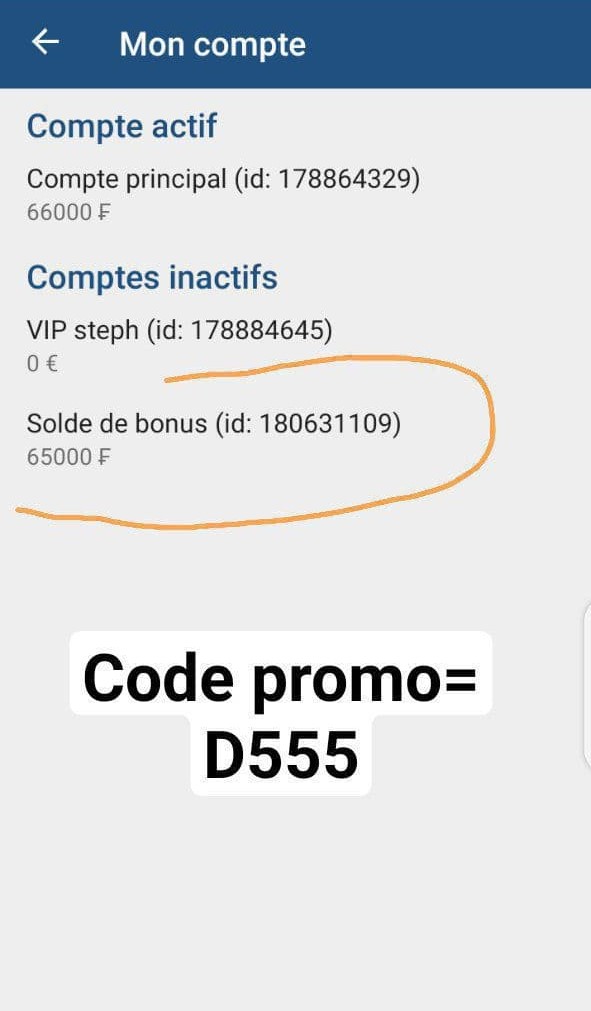 Mon compte
Compte actif
Compte principal (id: 178864329)
66000 ₣
Comptes inactifs
VIP steph (id: 178884645)
0 €
Solde de bonus (id: 180631109)
65000 ₣
Code promo=
D555